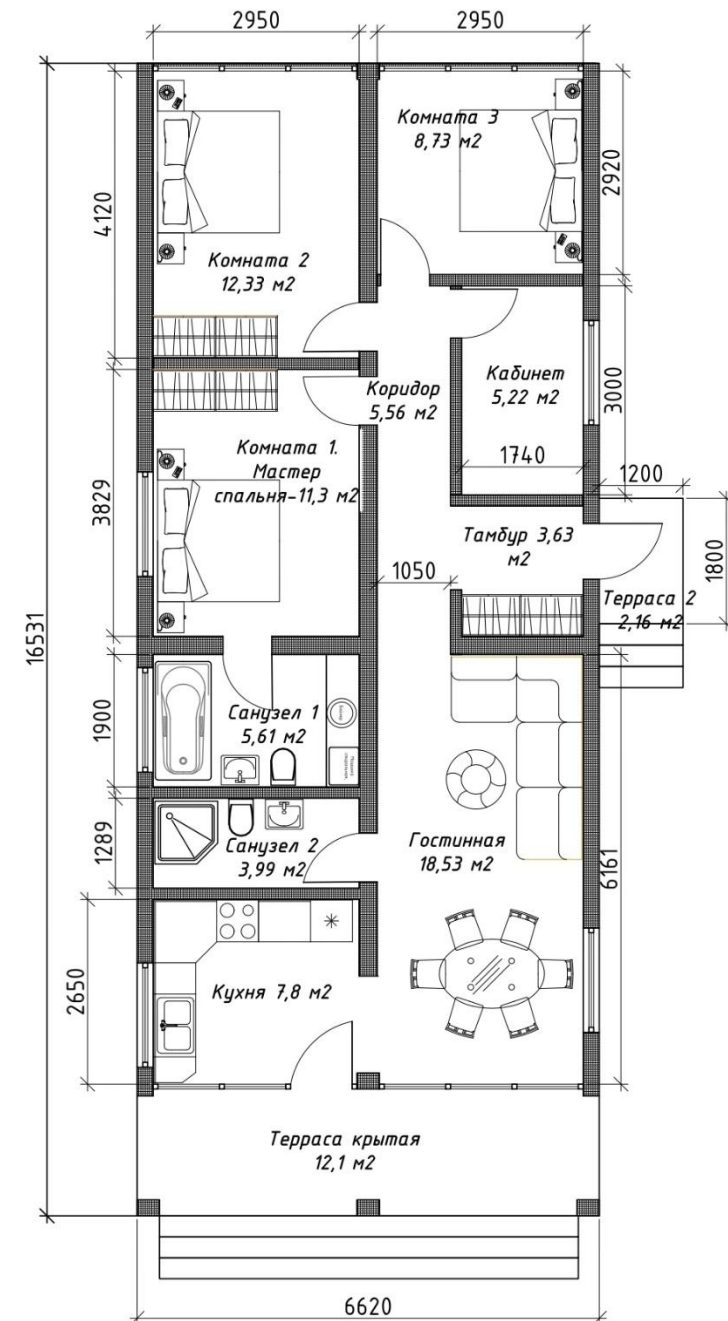 2950
2950
Комната 3
8,73 м2
2920
4120
Комната 2
12,33 м2
Кабинет
5,22 м2
3000
Коридор
5,56 м2
Комната 1.
Мастер
спальня-11,3 м2
1740
1200
3829
Тамбур 3,63
м2
1800
1050
Терраса 2
2,16 м2
16531
1900
Санузел 1
5,61 м2
1289
Санузел 2
3,99 м2
Гостинная
18,53 м2
6161
2650
Кухня 7,8 м2
Терраса крытая
12,1 м2
6620